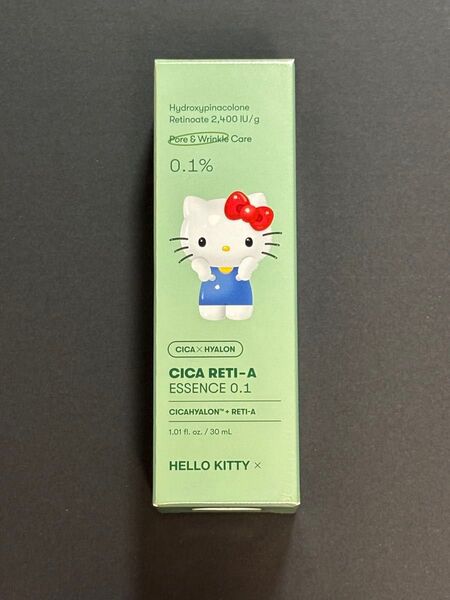 Hydroxypinacolone
Retinoate 2,400 IU/g
Pore & Wrinkle Care
0.1%
CICA × HYALON
CICA RETI-A
ESSENCE 0.1
CICAHYALON™ + RETI-A
1.01 fl. oz. / 30 mL
HELLO KITTY ×